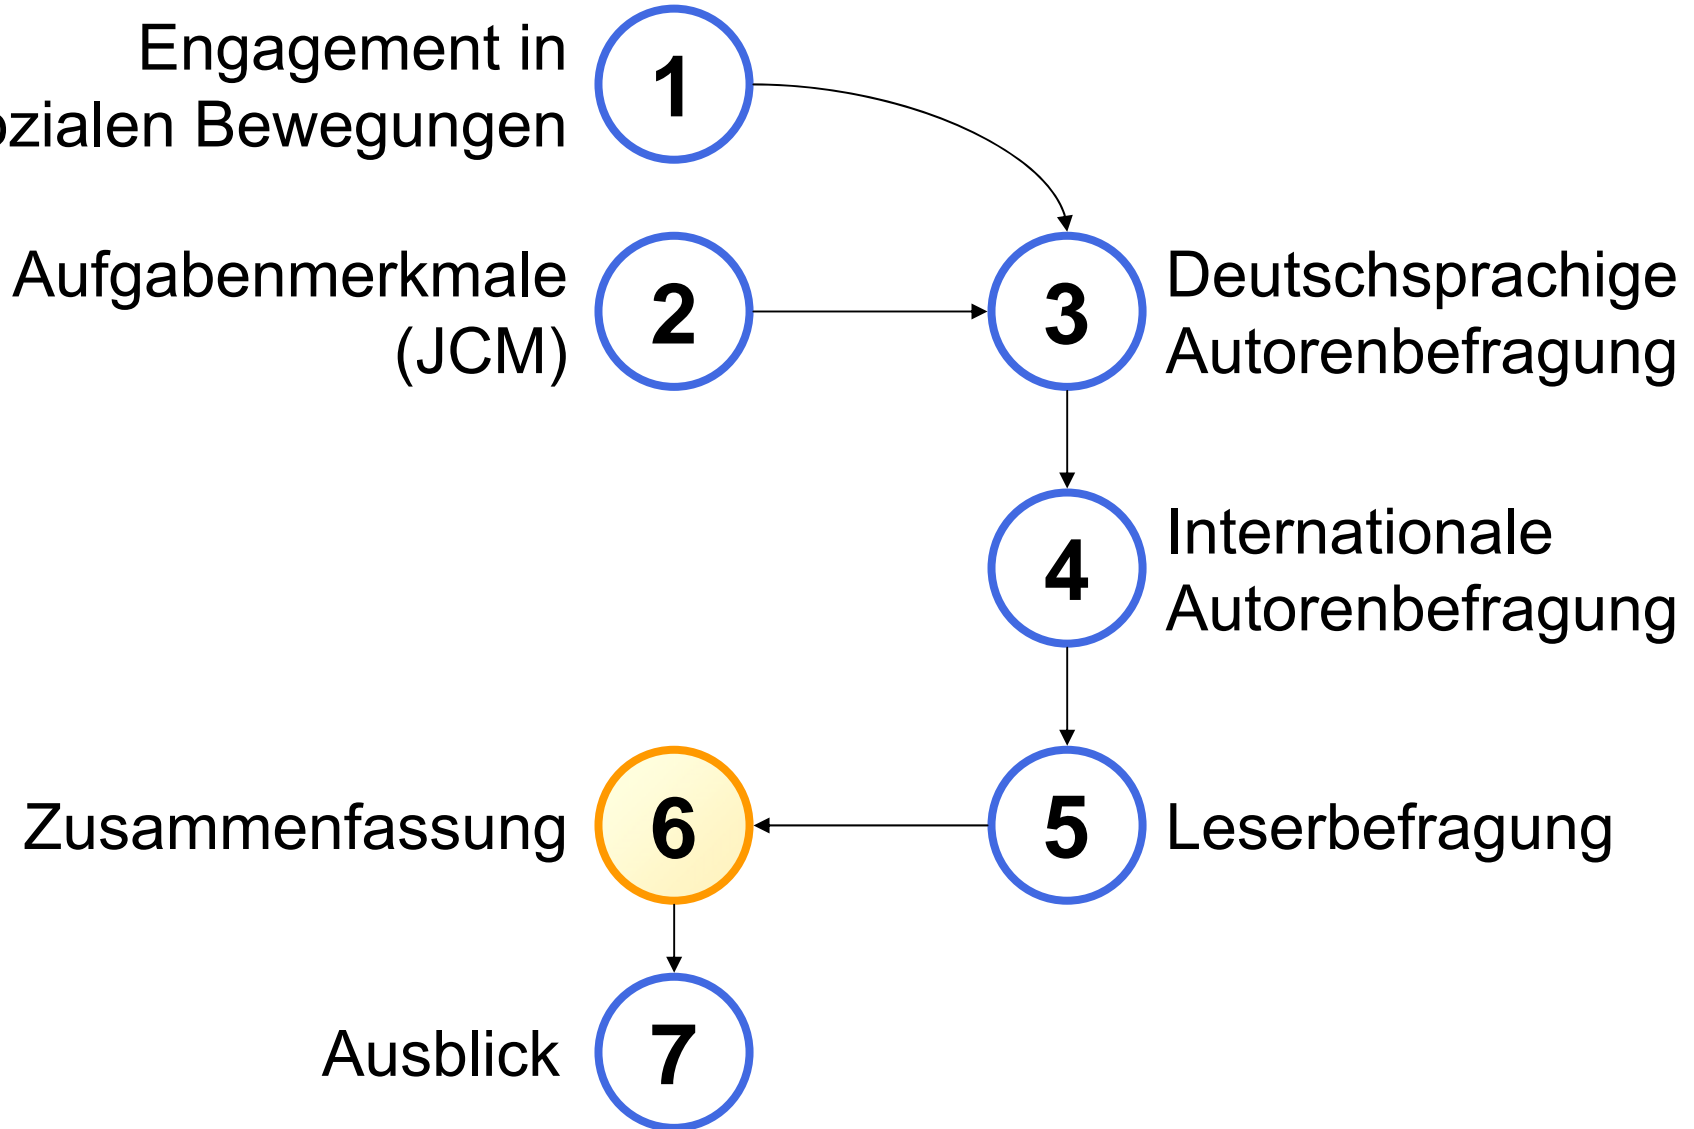 Engagement in
ozialen Bewegungen
1
Aufgabenmerkmale
(JCM)
2
3
Deutschsprachige
Autorenbefragung
4
Internationale
Autorenbefragung
Zusammenfassung
6
5
Leserbefragung
Ausblick
7